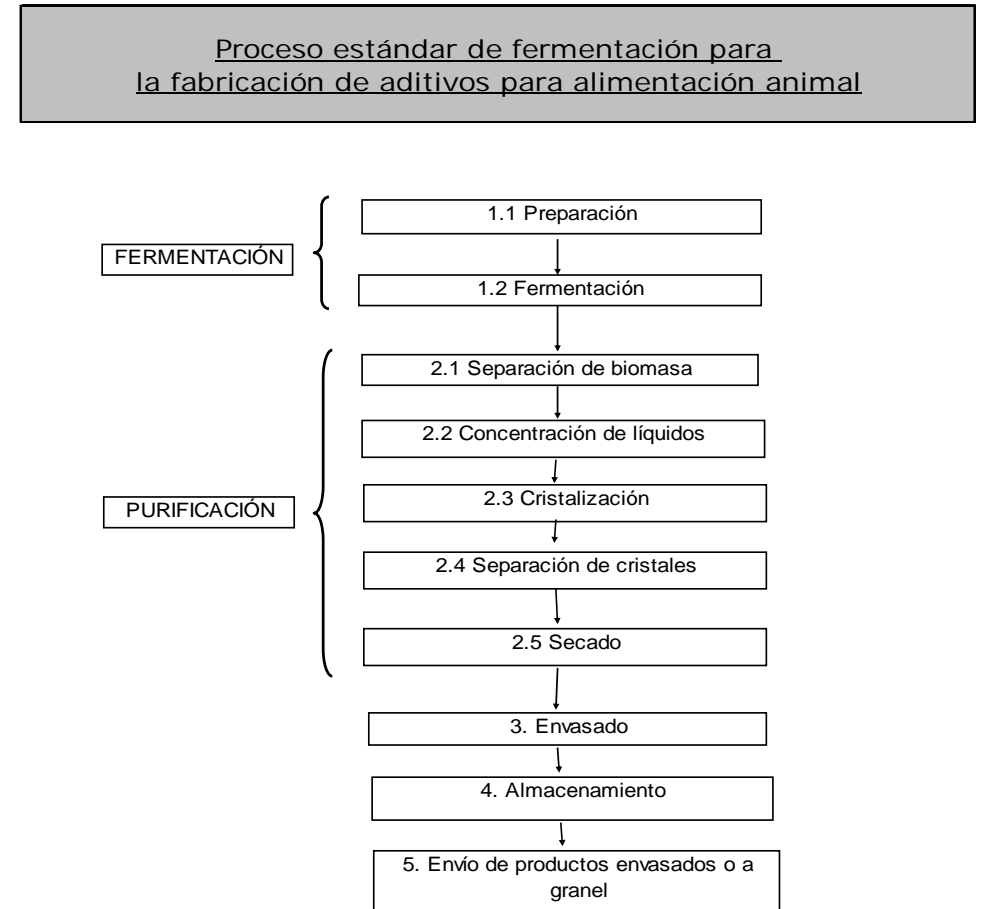 Proceso estándar de fermentación para
la fabricación de aditivos para alimentación animal
FERMENTACIÓN
1.1 Preparación
1.2 Fermentación
PURIFICACIÓN
2.1 Separación de biomasa
2.2 Concentración de líquidos
2.3 Cristalización
2.4 Separación de cristales
2.5 Secado
3. Envasado
4. Almacenamiento
5. Envío de productos envasados o a
granel